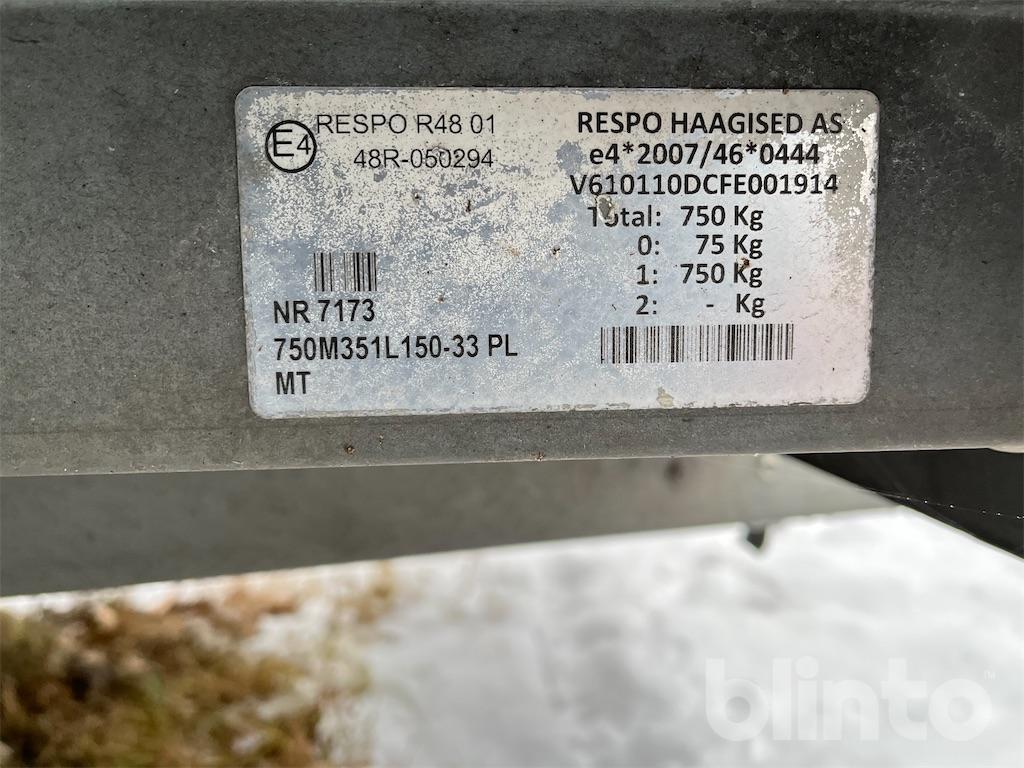 E4
RESPO R48 01
48R-050294
NR 7173
750M351L150-33 PL
MT
RESPO HAAGISED AS
e4*2007/46*0444
V610110DCFE001914
Total: 750 Kg
0: 75 Kg
1: 750 Kg
2: - Kg
blinto™